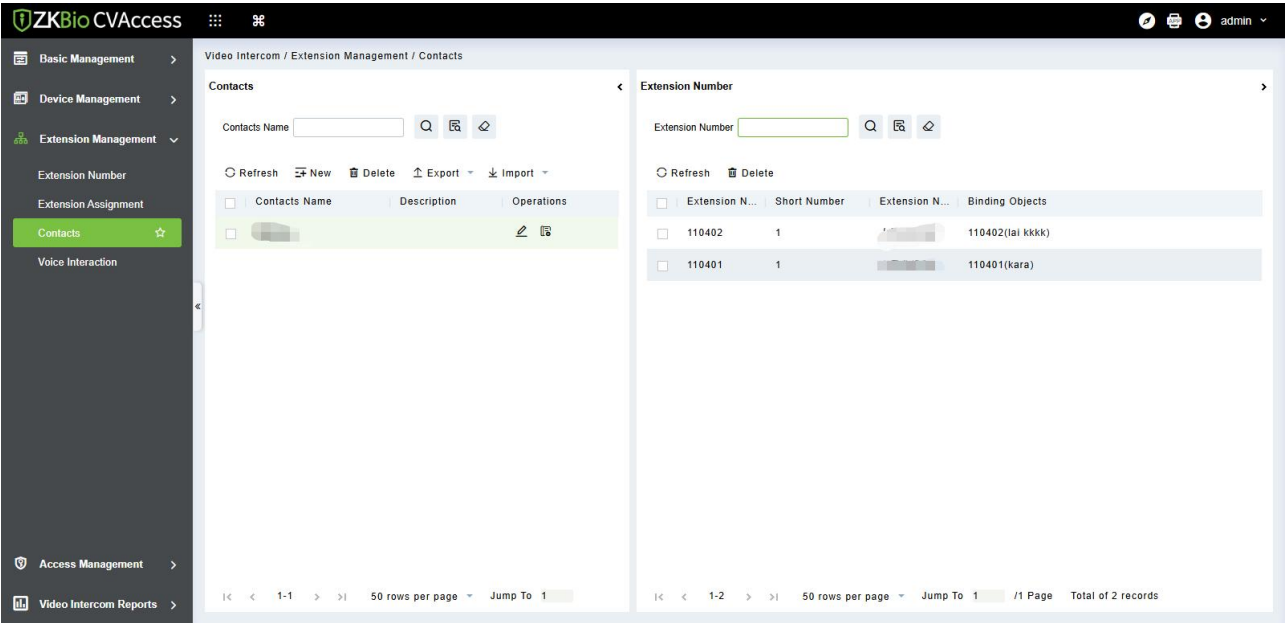 ZKBio CVAccess
admin
Basic Management
Device Management
Extension Management
Extension Number
Extension Assignment
Contacts
Voice Interaction
Access Management
Video Intercom Reports
Video Intercom / Extension Management / Contacts
Contacts
Contacts Name
Refresh New Delete Export Import
Contacts Name Description Operations
1-1 50 rows per page Jump To 1
Extension Number
Extension Number
Refresh Delete
Extension N... Short Number Extension N... Binding Objects
110402 1 110402(lai kkkk)
110401 1 110401(kara)
1-2 50 rows per page Jump To 1 /1 Page Total of 2 records